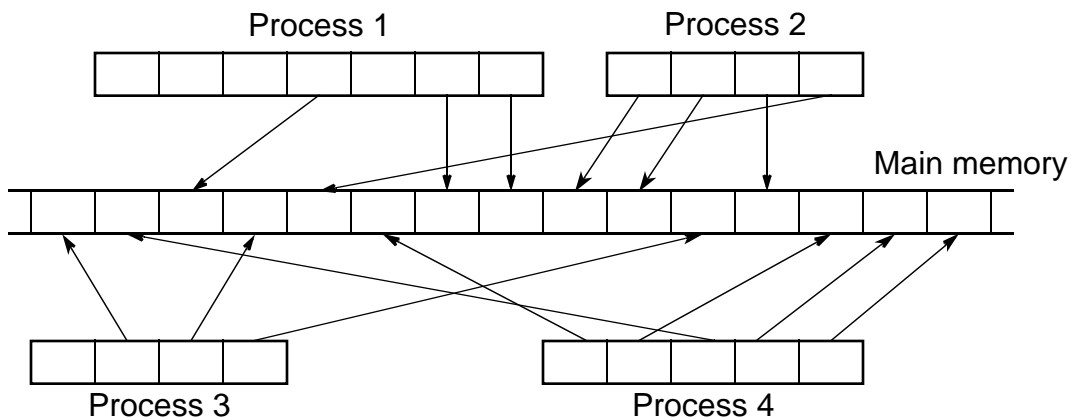 Process 1
Process 2
Main memory
Process 3
Process 4